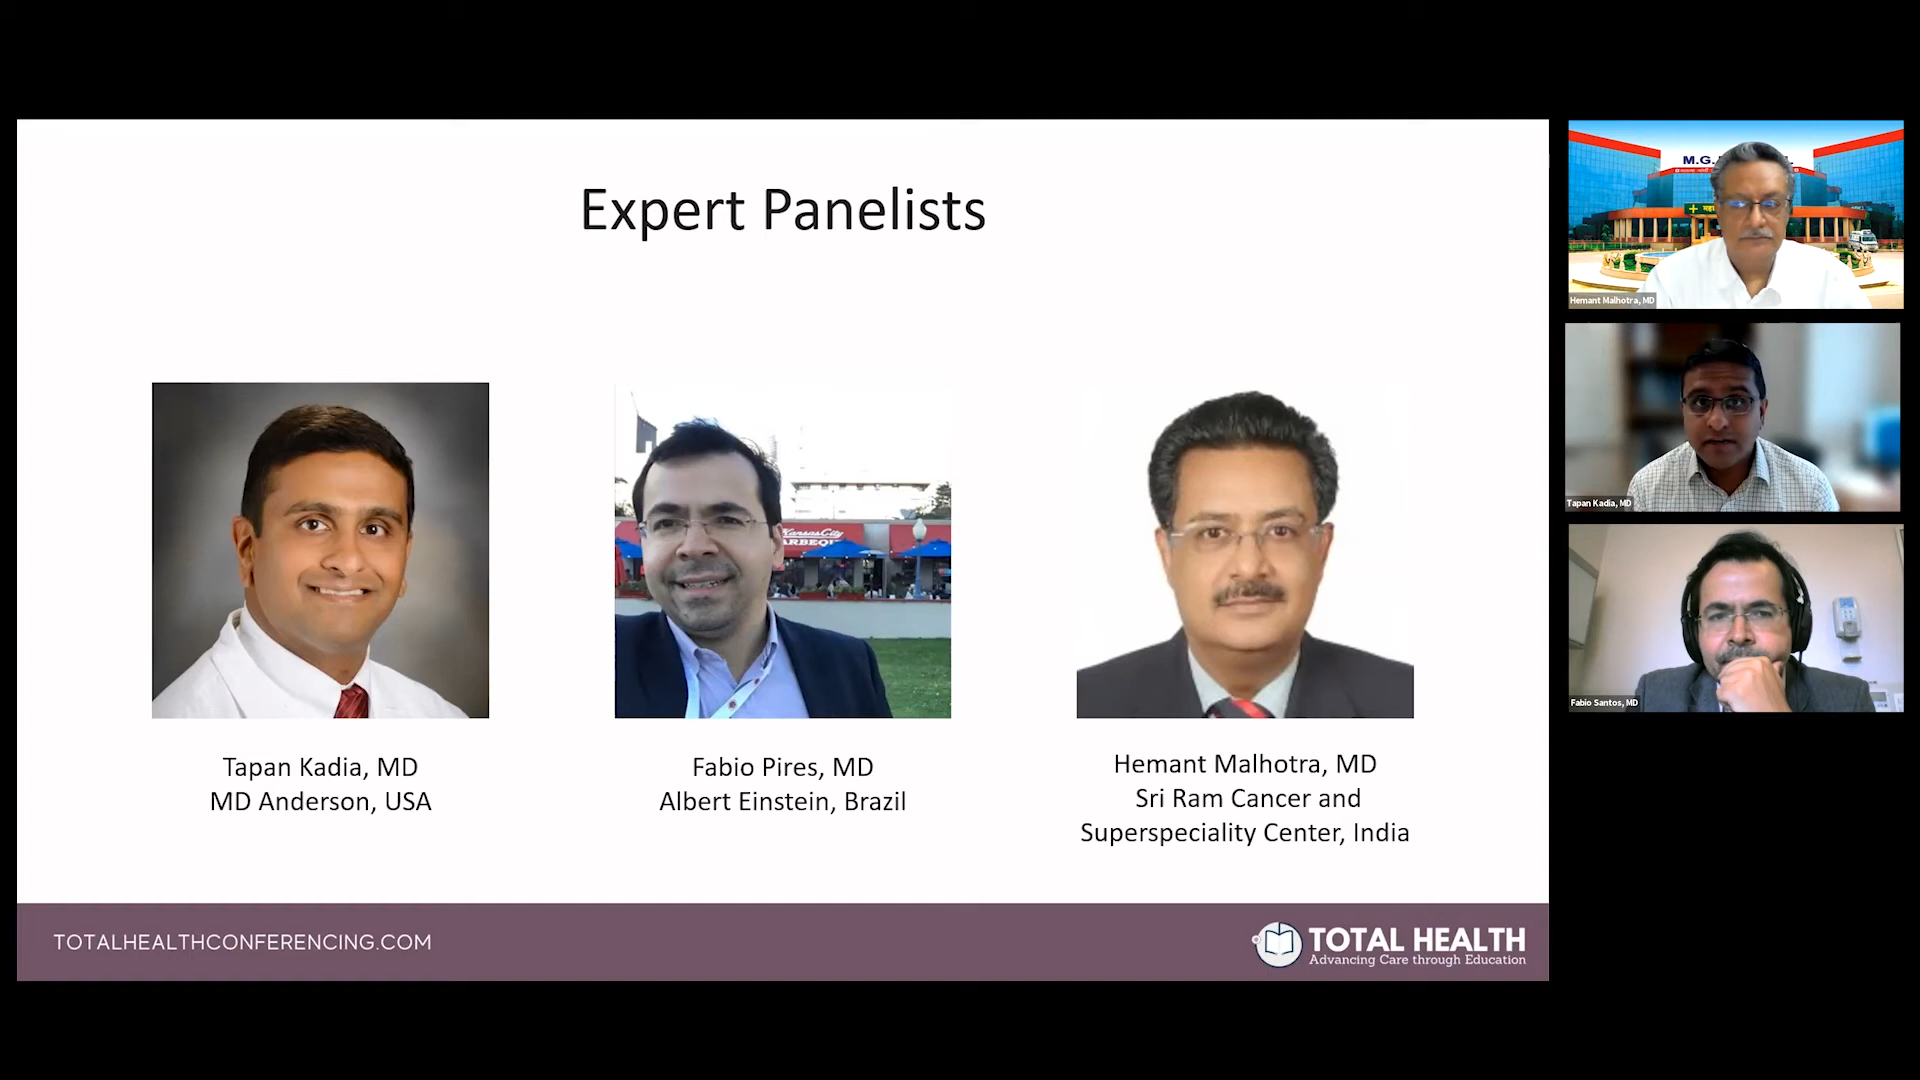 Expert Panelists
Kansas City
Tapan Kadia, MD
MD Anderson, USA
Fabio Pires, MD
Albert Einstein, Brazil
Hemant Malhotra, MD
Sri Ram Cancer and
Superspeciality Center, India
TOTALHEALTHCONFERENCING.COM
TOTAL HEALTH
Advancing Care through Education
M.G.
Hemant Malhotra, MD
Tapan Kadia, MD
Fabio Santos, MD